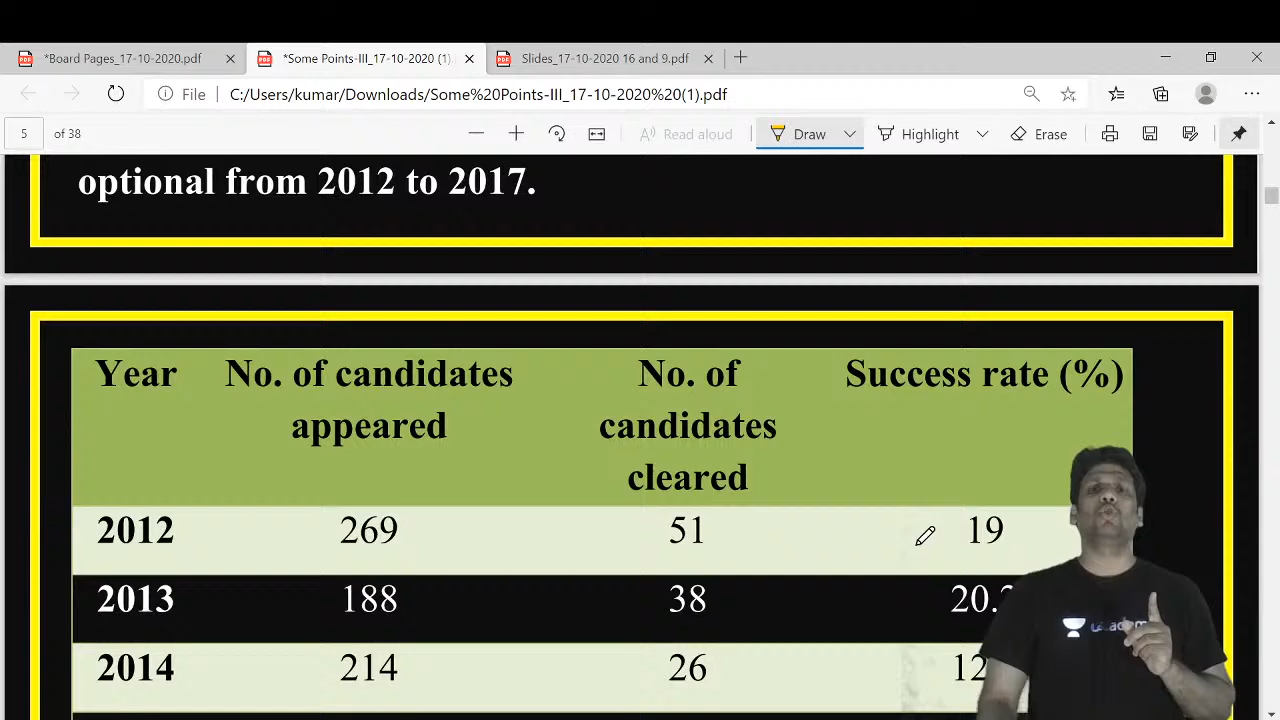 *Board Pages_17-10-2020.pdf
*Some Points-III_17-10-2020 (1).
Slides_17-10-2020 16 and 9.pdf
File
C:/Users/kumar/Downloads/Some%20Points-III_17-10-2020%20(1).pdf
5 of 38
Read aloud
Draw
Highlight
Erase
optional from 2012 to 2017.
Year No. of candidates appeared No. of candidates cleared Success rate (%)
2012 269 51 19
2013 188 38 20.
2014 214 26 12